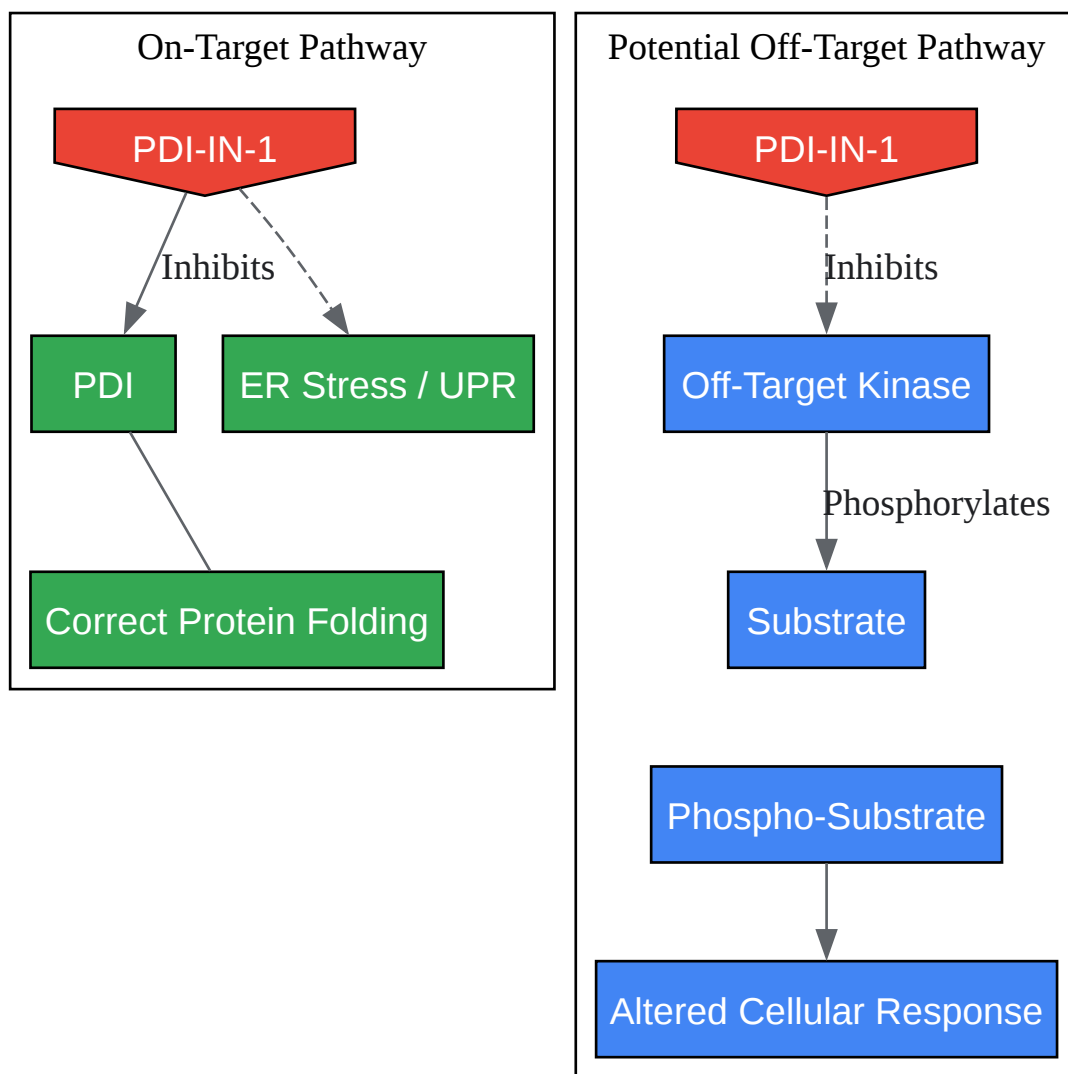 On-Target Pathway
PDI-IN-1
Inhibits
PDI
ER Stress / UPR
Correct Protein Folding
Potential Off-Target Pathway
PDI-IN-1
Inhibits
Off-Target Kinase
Phosphorylates
Substrate
Phospho-Substrate
Altered Cellular Response